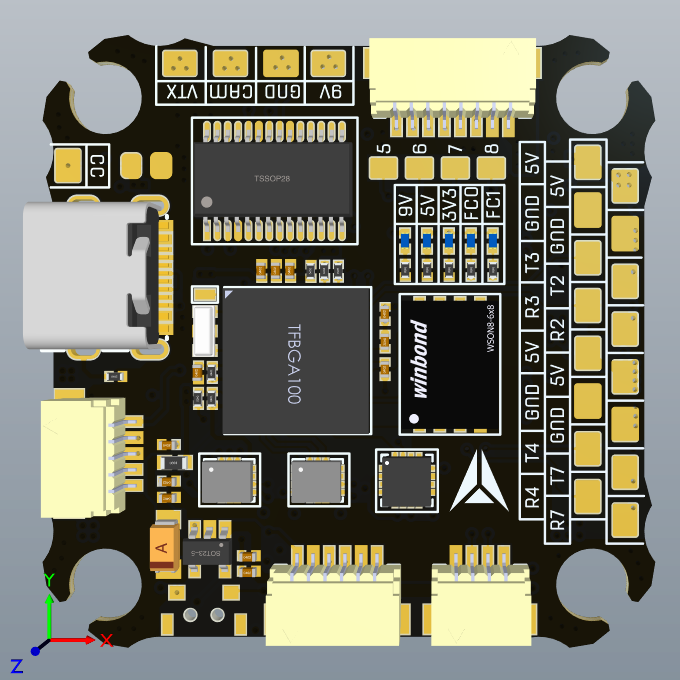 VTX
CAM
GND
9V
CC
TSSOP28
5
6
7
8
9V
5V
3V3
FC0
FC1
5V
GND
T3
R3
5V
GND
T4
R4
5V
GND
T2
R2
5V
GND
T7
R7
TFBGA100
winbond
WSON8-6x8
A
SOT23-5
Y
X
Z